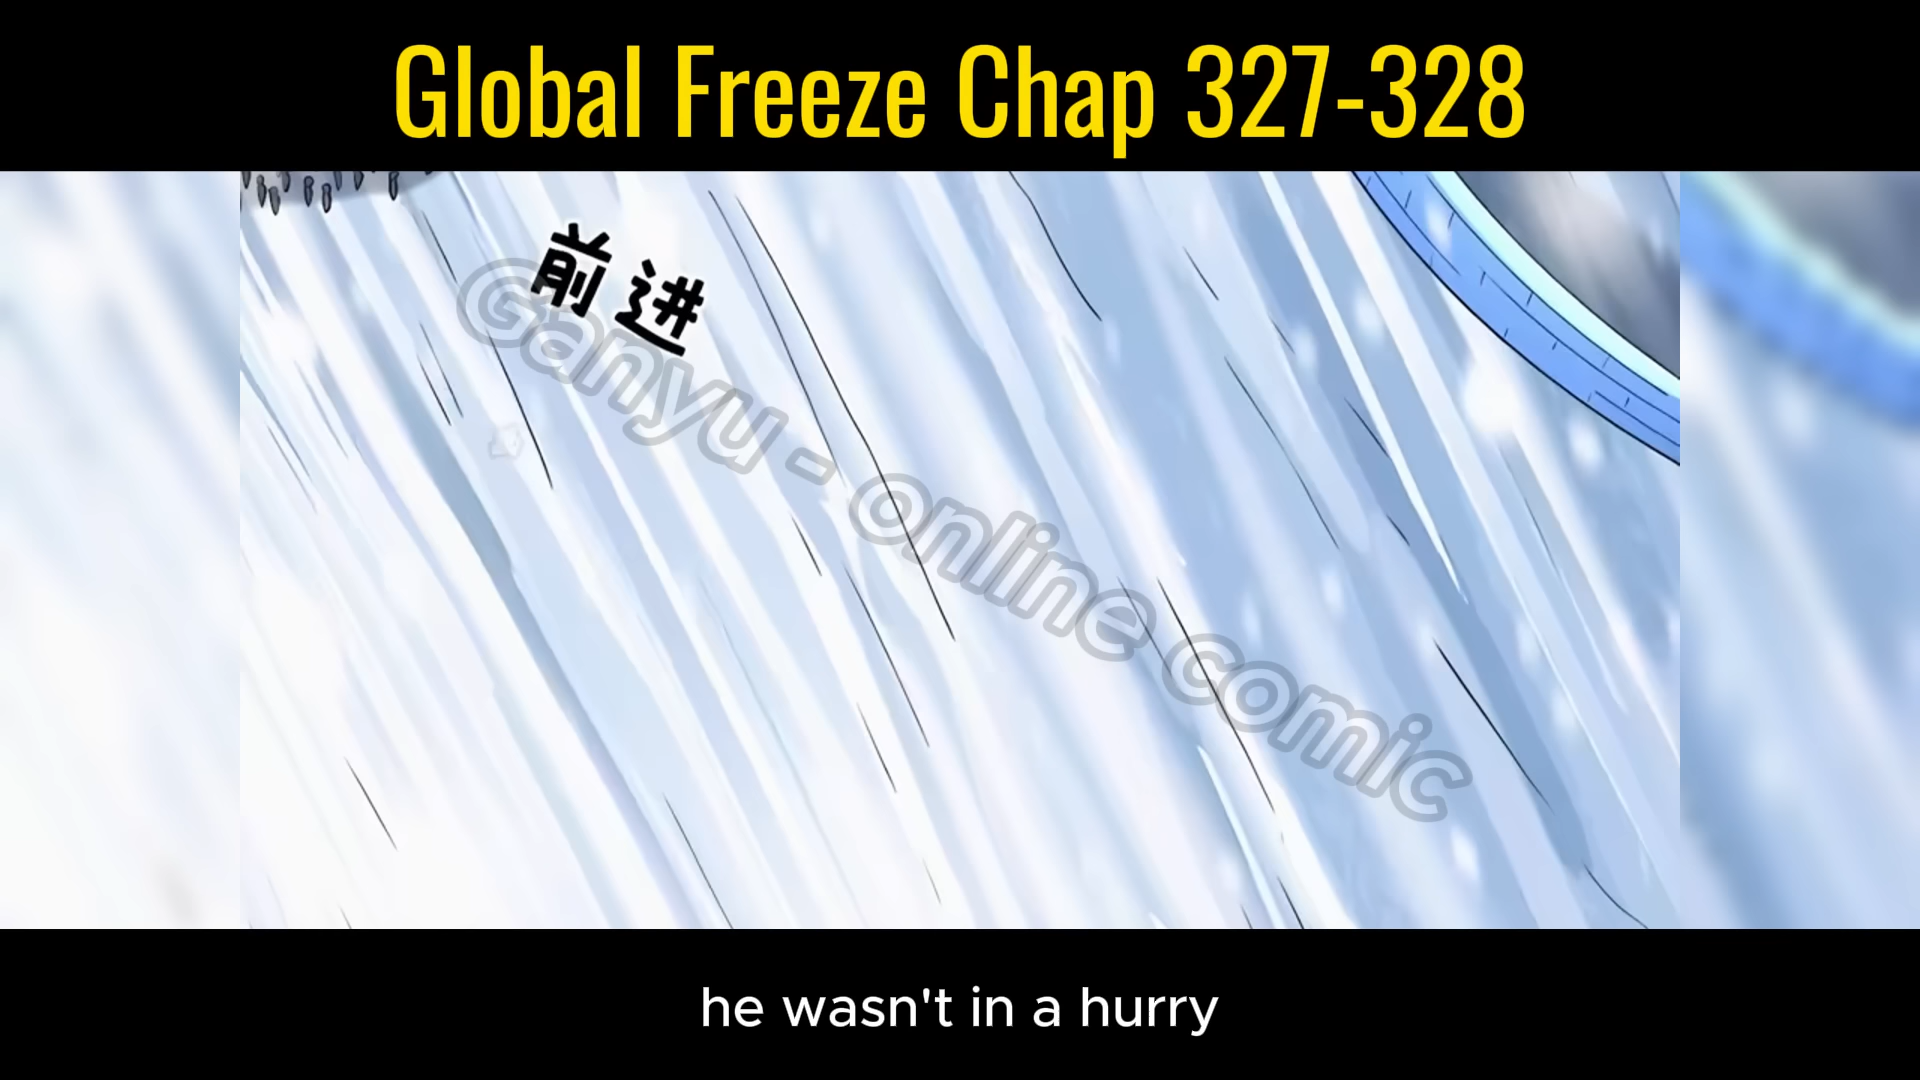 Global Freeze Chap 327-328
前进
Ganyu - online comic
he wasn't in a hurry